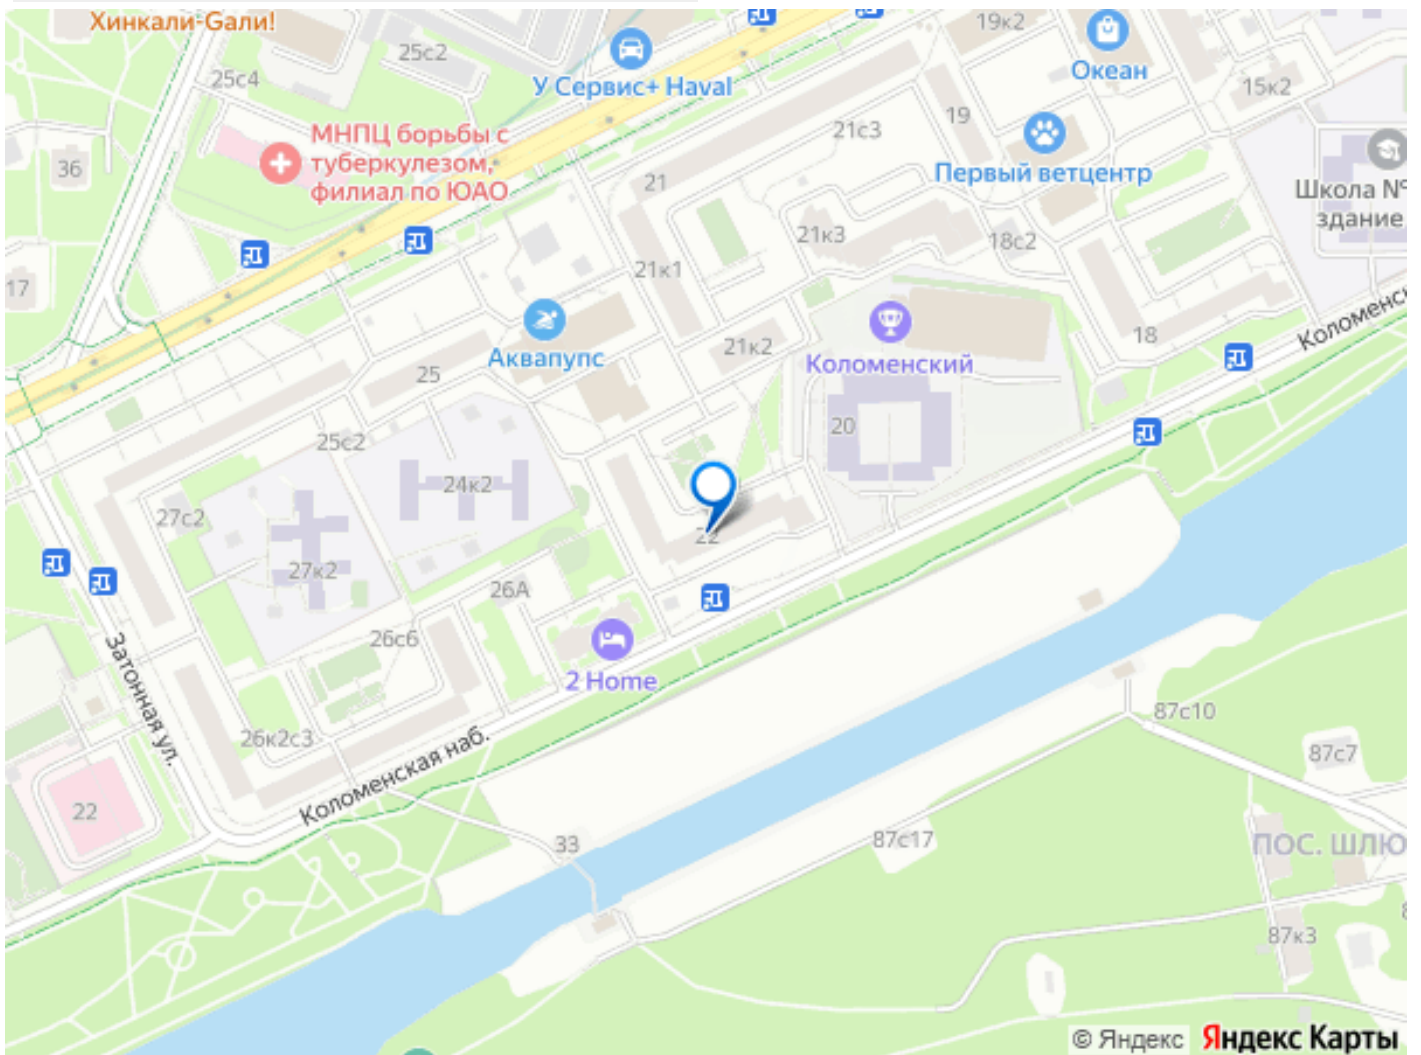 Хинкали-Gали!
25с2
19к2
25с4
У Сервис+ Haval
Океан
15к2
МНПЦ борьбы с
туберкулезом,
филиал по ЮАО
36
21с3
19
21
Первый ветцентр
Школа №
здание
21к3
18с2
17
21к1
Коломенск
18
Аквапупс
25
21к2
Коломенский
20
25с2
24к2
27с2
22
27к2
26А
26с6
Затонная ул.
2 Home
26к2с3
Коломенская наб.
87с10
87с7
22
33
87с17
ПОС. ШЛЮ
87к3
© Яндекс
Яндекс Карты